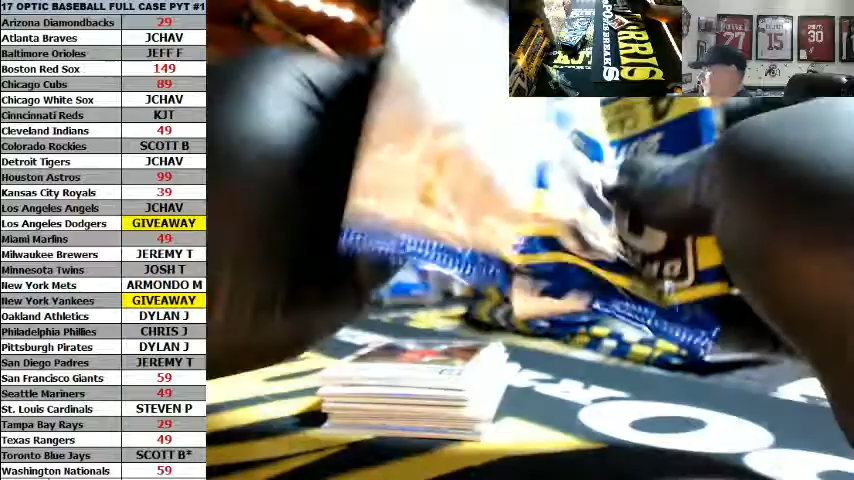 17 OPTIC BASEBALL FULL CASE PYT #1
Arizona Diamondbacks 29
Atlanta Braves JCHAV
Baltimore Orioles JEFF F
Boston Red Sox 149
Chicago Cubs 89
Chicago White Sox JCHAV
Cinncinnati Reds KJT
Cleveland Indians 49
Colorado Rockies SCOTT B
Detroit Tigers JCHAV
Houston Astros 99
Kansas City Royals 39
Los Angeles Angels JCHAV
Los Angeles Dodgers GIVEAWAY
Miami Marlins 49
Milwaukee Brewers JEREMY T
Minnesota Twins JOSH T
New York Mets ARMONDO M
New York Yankees GIVEAWAY
Oakland Athletics DYLAN J
Philadelphia Phillies CHRIS J
Pittsburgh Pirates DYLAN J
San Diego Padres JEREMY T
San Francisco Giants 59
Seattle Mariners 49
St. Louis Cardinals STEVEN P
Tampa Bay Rays 29
Texas Rangers 49
Toronto Blue Jays SCOTT B*
Washington Nationals 59
27
15
30